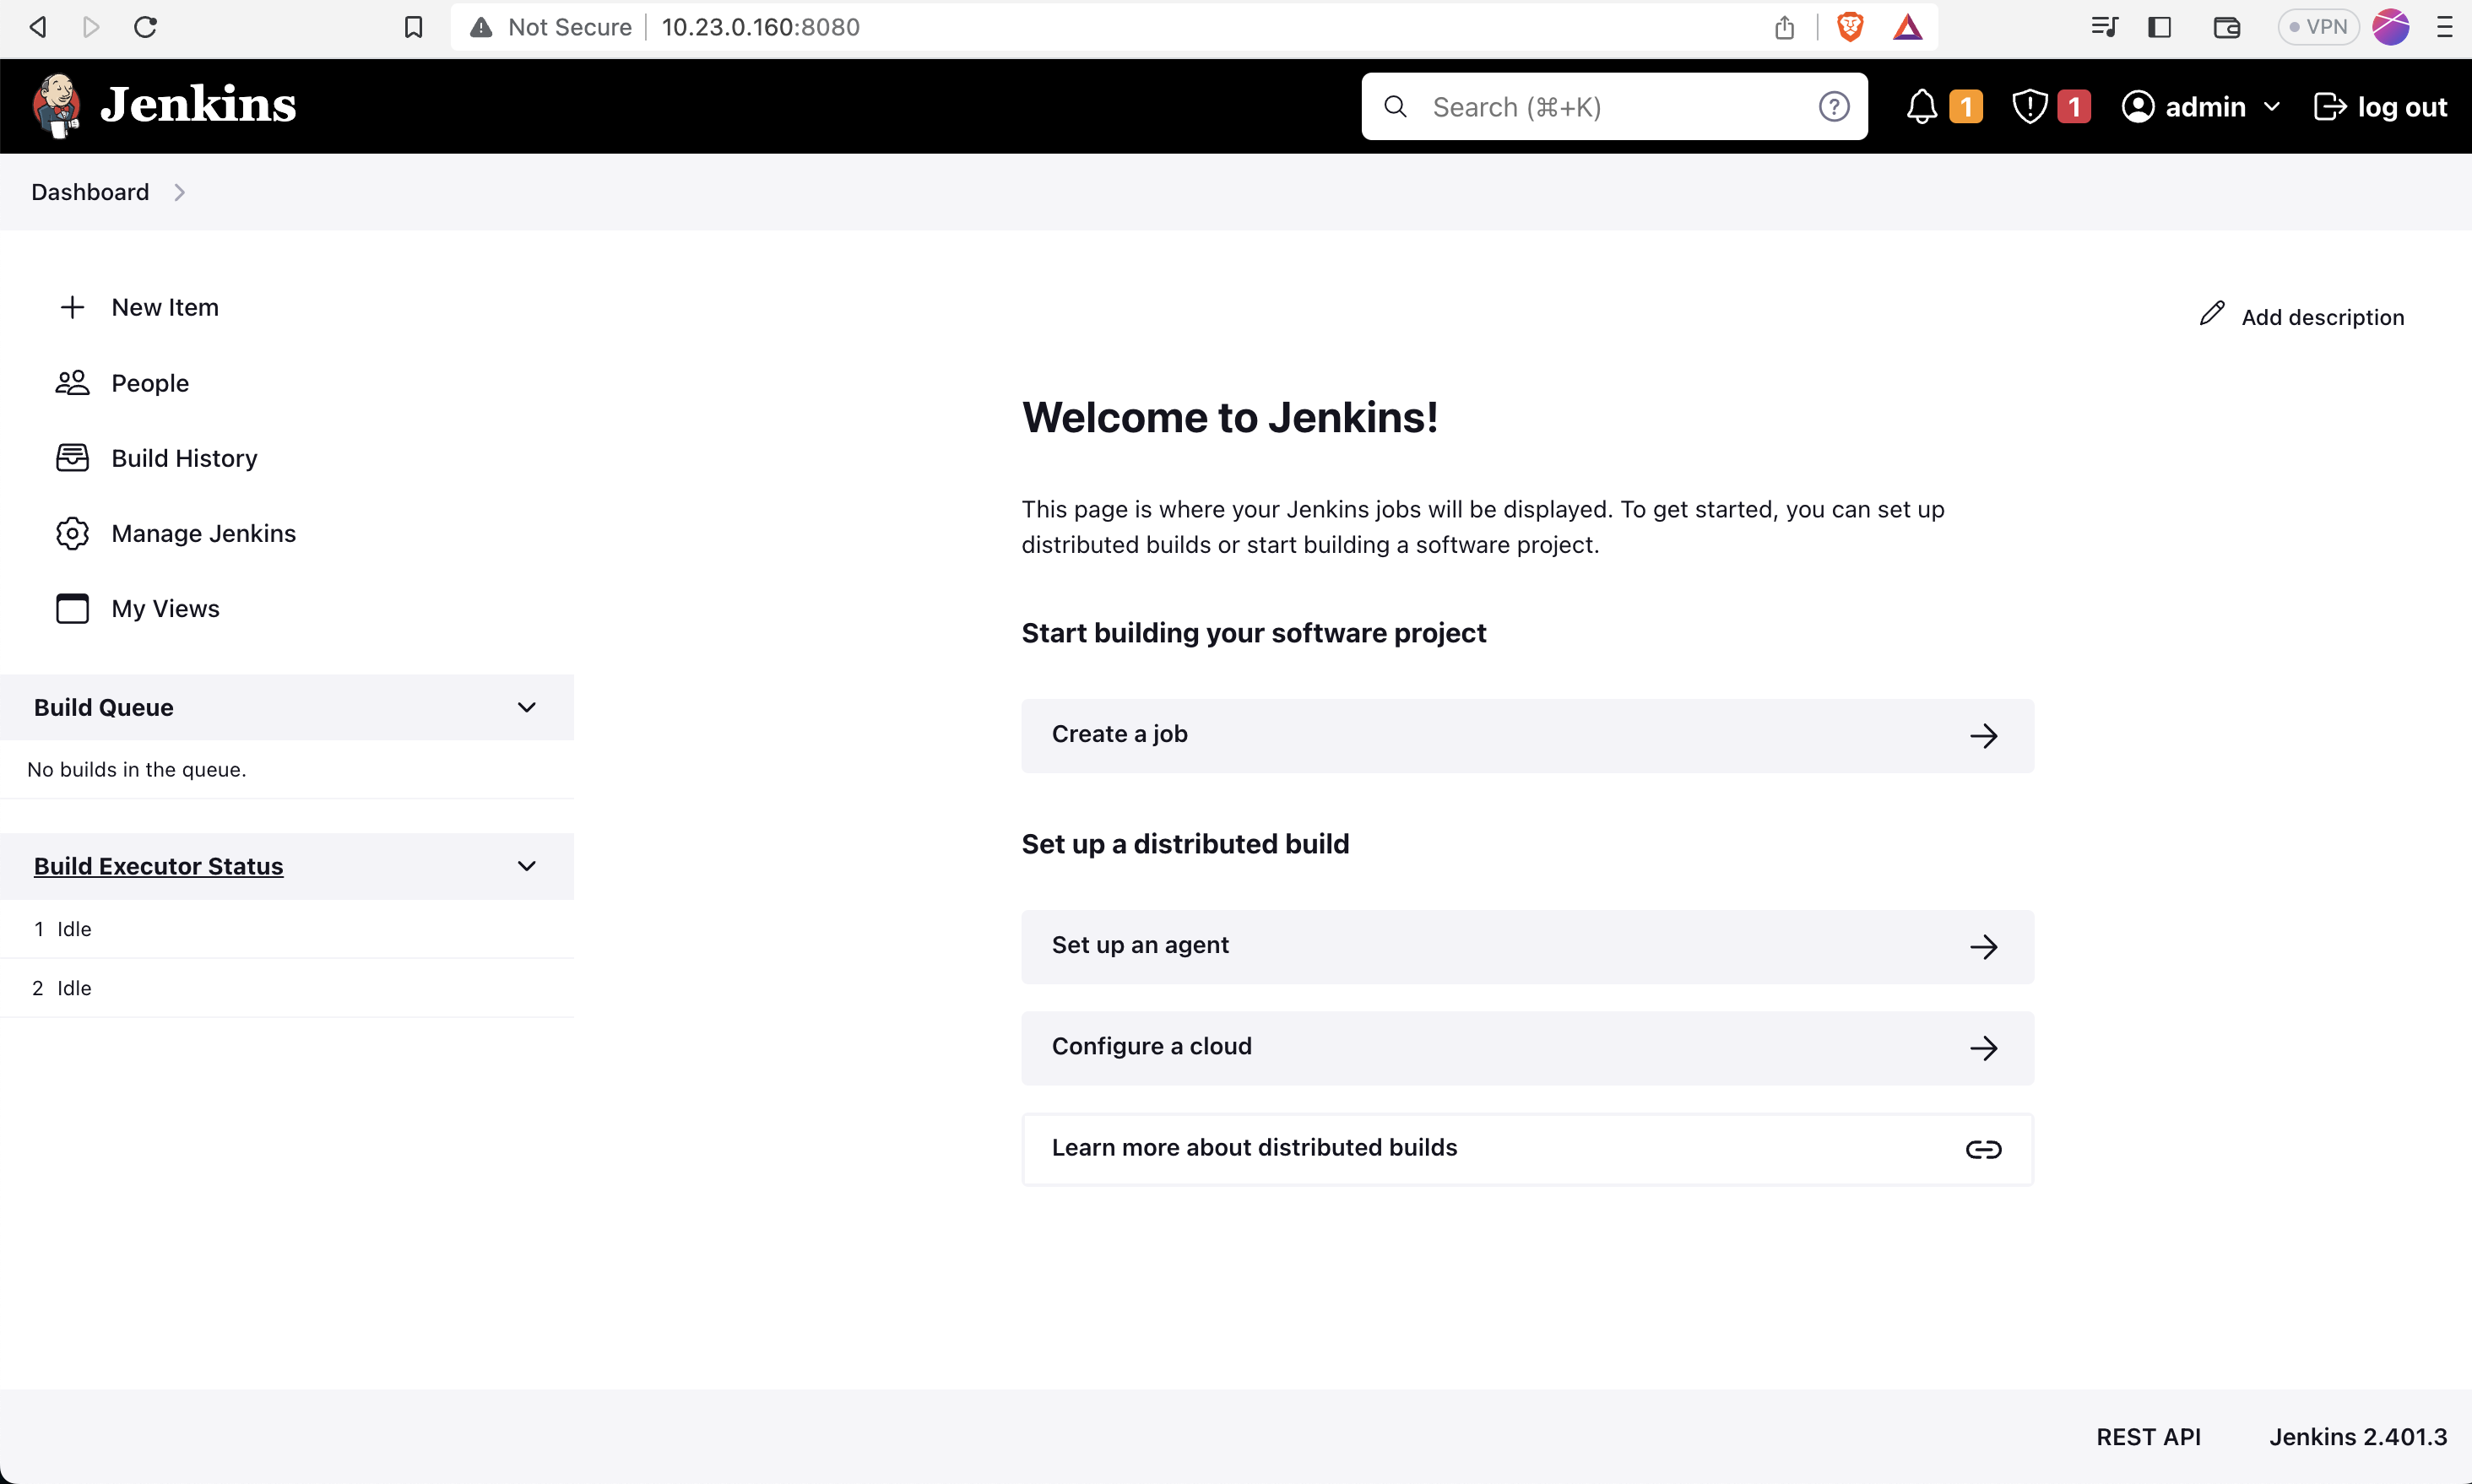 Not Secure 10.23.0.160:8080 VPN
Jenkins Search (⌘+K) ? 1 1 admin log out
Dashboard
New Item
Add description
People
Build History
Manage Jenkins
My Views
Welcome to Jenkins!
This page is where your Jenkins jobs will be displayed. To get started, you can set up
distributed builds or start building a software project.
Start building your software project
Create a job
Set up a distributed build
Set up an agent
Configure a cloud
Learn more about distributed builds
Build Queue
No builds in the queue.
Build Executor Status
1 Idle
2 Idle
REST API Jenkins 2.401.3